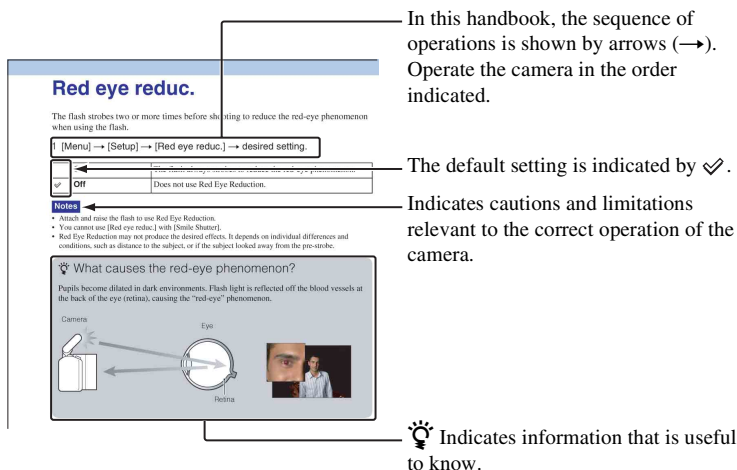 In this handbook, the sequence of
operations is shown by arrows (→).
Operate the camera in the order
indicated.
Red eye reduc.
The flash strobes two or more times before shooting to reduce the red-eye phenomenon
when using the flash.
1 [Menu] → [Setup] → [Red eye reduc.] → desired setting.
✓ Off Does not use Red Eye Reduction.
The default setting is indicated by ✓.
Notes
• Attach and raise the flash to use Red Eye Reduction.
• You cannot use [Red eye reduc.] with [Smile Shutter].
• Red Eye Reduction may not produce the desired effects. It depends on individual differences and
conditions, such as distance to the subject, or if the subject looked away from the pre-strobe.
Indicates cautions and limitations
relevant to the correct operation of the
camera.
What causes the red-eye phenomenon?
Pupils become dilated in dark environments. Flash light is reflected off the blood vessels at
the back of the eye (retina), causing the “red-eye” phenomenon.
Camera
Eye
Retina
Indicates information that is useful
to know.